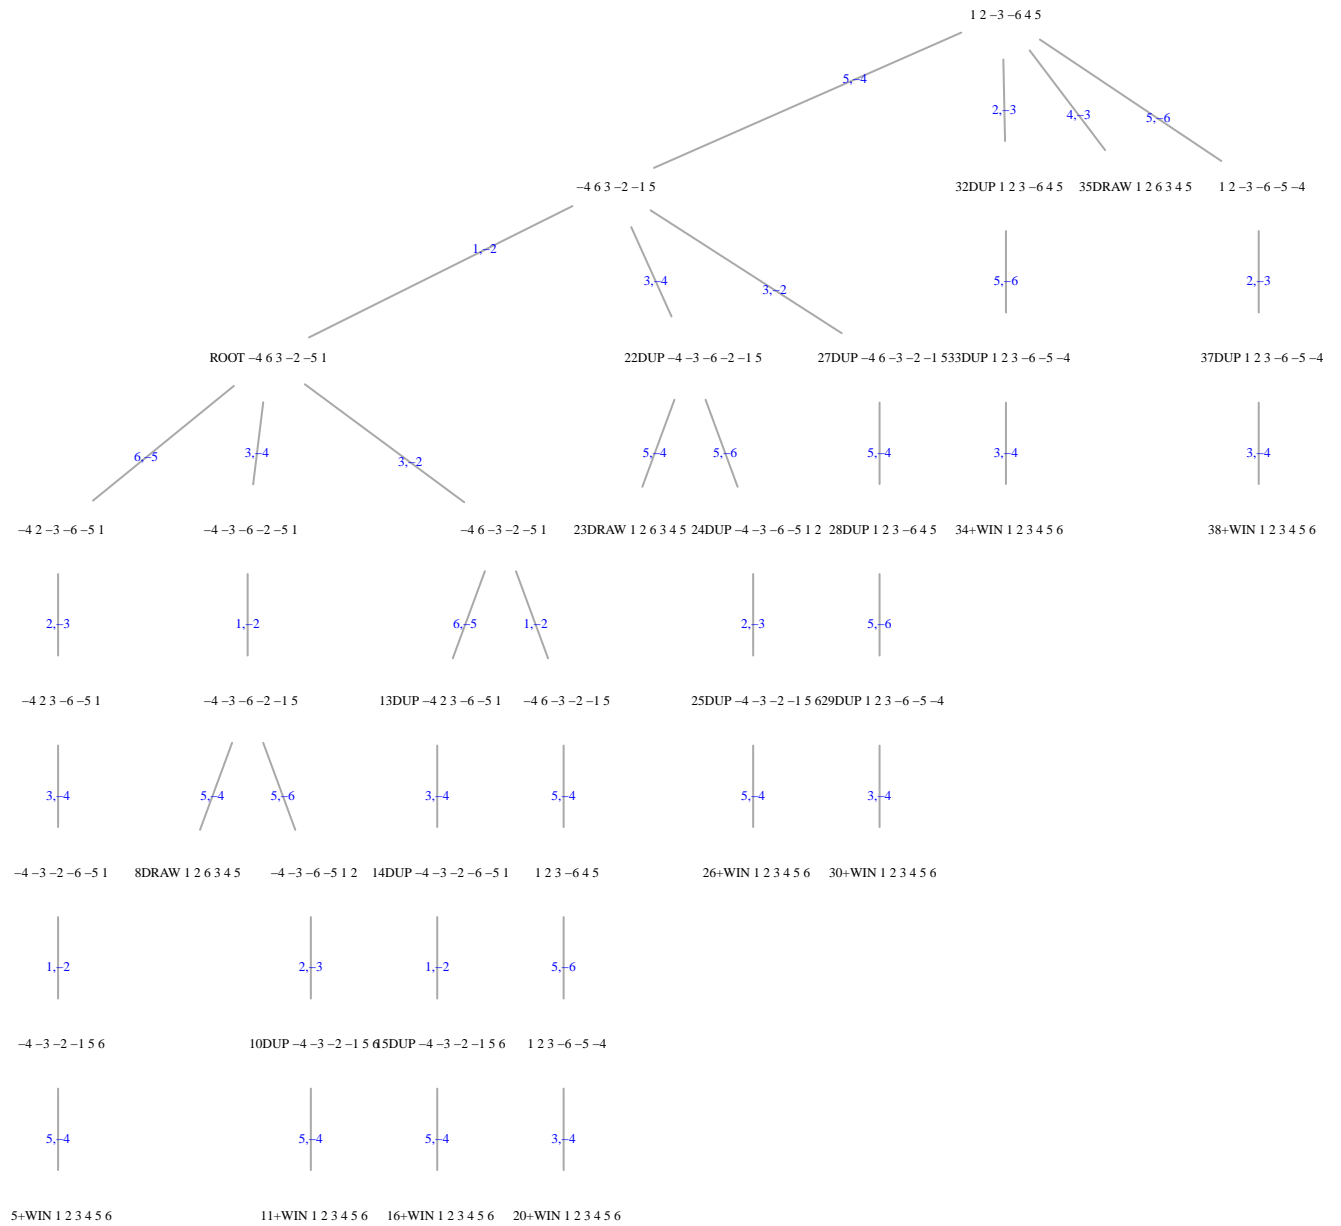 1 2 −3 −6 4 5
5,−4
2,−3
4,−3
5,−6
−4 6 3 −2 −1 5
32DUP 1 2 3 −6 4 5
35DRAW 1 2 6 3 4 5
1 2 −3 −6 −5 −4
1,−2
3,−4
3,−2
5,−6
2,−3
ROOT −4 6 3 −2 −5 1
22DUP −4 −3 −6 −2 −1 5
27DUP −4 6 −3 −2 −1 5
33DUP 1 2 3 −6 −5 −4
37DUP 1 2 3 −6 −5 −4
6,−5
3,−4
3,−2
5,−4
5,−6
5,−4
3,−4
3,−4
−4 2 −3 −6 −5 1
−4 −3 −6 −2 −5 1
−4 6 −3 −2 −5 1
23DRAW 1 2 6 3 4 5
24DUP −4 −3 −6 −5 1 2
28DUP 1 2 3 −6 4 5
34+WIN 1 2 3 4 5 6
38+WIN 1 2 3 4 5 6
2,−3
1,−2
6,−5
1,−2
2,−3
5,−6
−4 2 3 −6 −5 1
−4 −3 −6 −2 −1 5
13DUP −4 2 3 −6 −5 1
−4 6 −3 −2 −1 5
25DUP −4 −3 −2 −1 5 6
29DUP 1 2 3 −6 −5 −4
3,−4
5,−4
5,−6
3,−4
5,−4
5,−4
3,−4
−4 −3 −2 −6 −5 1
8DRAW 1 2 6 3 4 5
−4 −3 −6 −5 1 2
14DUP −4 −3 −2 −6 −5 1
1 2 3 −6 4 5
26+WIN 1 2 3 4 5 6
30+WIN 1 2 3 4 5 6
1,−2
2,−3
1,−2
5,−6
−4 −3 −2 −1 5 6
10DUP −4 −3 −2 −1 5 6
15DUP −4 −3 −2 −1 5 6
1 2 3 −6 −5 −4
5,−4
5,−4
5,−4
3,−4
5+WIN 1 2 3 4 5 6
11+WIN 1 2 3 4 5 6
16+WIN 1 2 3 4 5 6
20+WIN 1 2 3 4 5 6